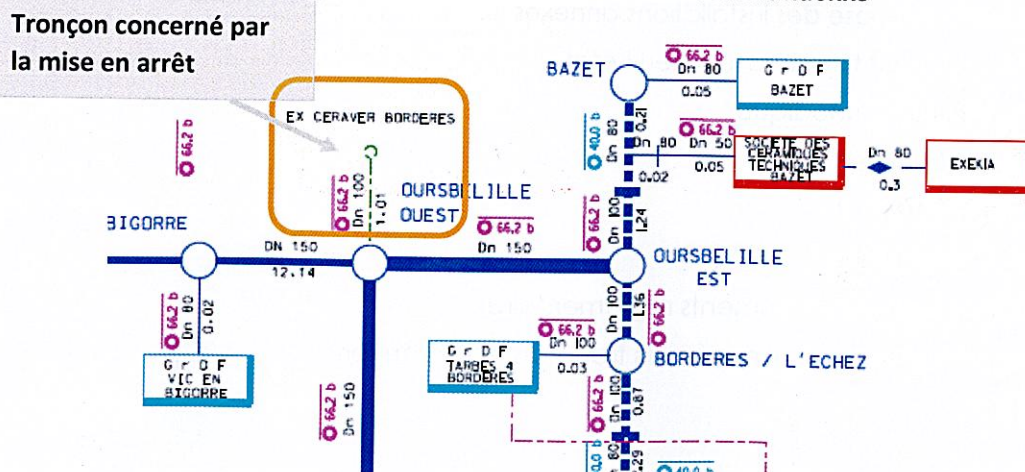 Tronçon concerné par
la mise en arrêt
EX CERAVER BORDERES
66.2 b
66.2 b
Dn 100
1.01
OURSBELILLE
OUEST
BIGORRE
DN 150
12.14
66.2 b
Dn 150
66.2 b
Dn 80
0.02
G r D F
VIC EN
BIGORRE
66.2 b
Dn 150
BAZET
66.2 b
Dn 80
0.05
G r D F
BAZET
40.0 b
Dn 80
0.21
66.2 b
Dn 80
0.02
Dn 50
0.05
SOCIETE DES
CERAMIQUES
TECHNIQUES
BAZET
Dn 80
0.3
EXEKIA
66.2 b
Dn 100
1.24
OURSBELILLE
EST
Dn 100
1.36
66.2 b
66.2 b
Dn 100
0.03
G r D F
TARBES 4
BORDERES
BORDERES / L'ECHEZ
66.2 b
Dn 100
0.87
80
.29